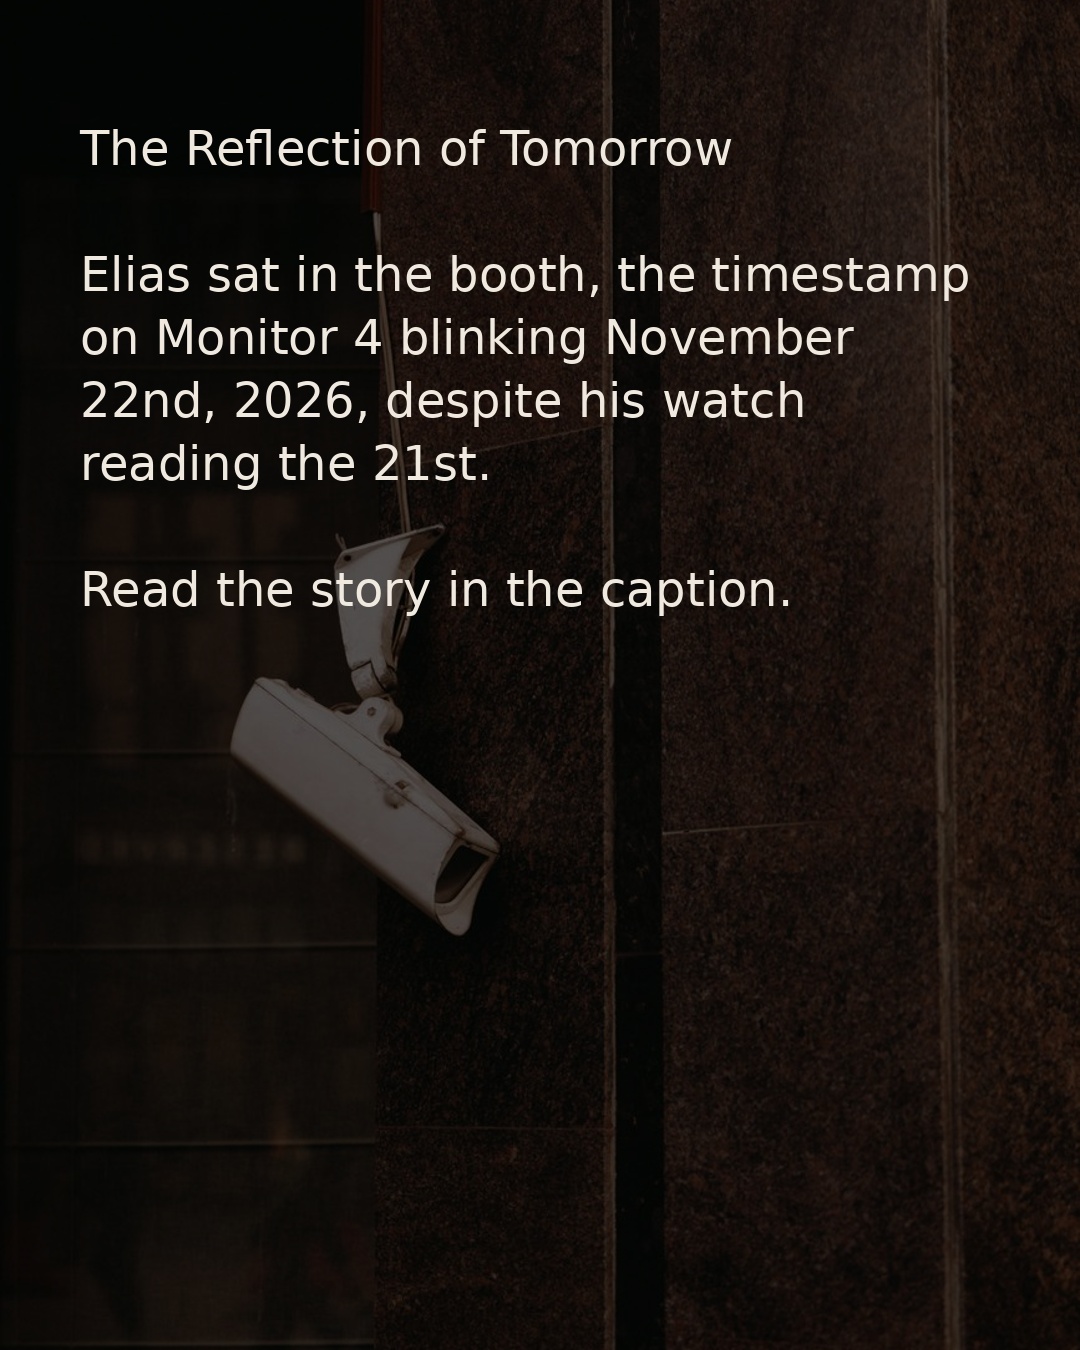 The Reflection of Tomorrow
Elias sat in the booth, the timestamp
on Monitor 4 blinking November
22nd, 2026, despite his watch
reading the 21st.
Read the story in the caption.